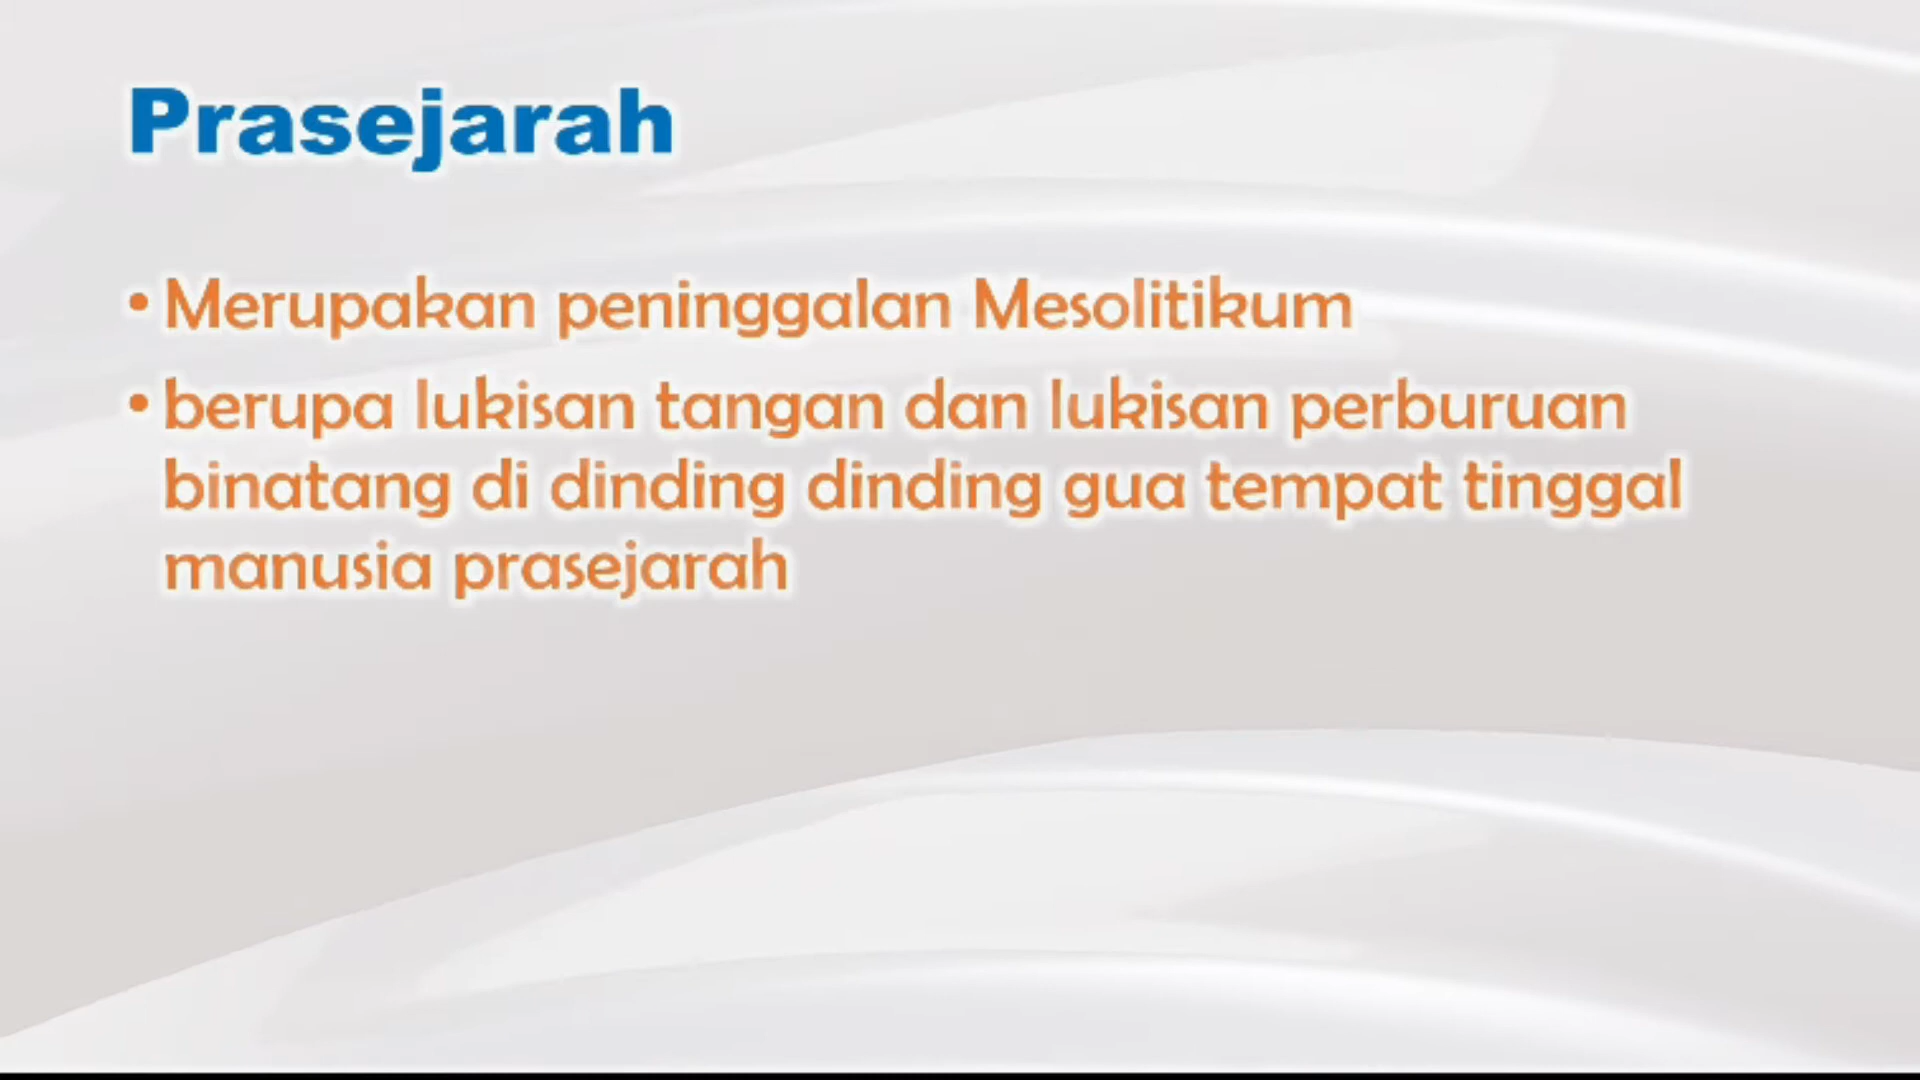 Prasejarah
• Merupakan peninggalan Mesolitikum
• berupa lukisan tangan dan lukisan perburuan
binatang di dinding dinding gua tempat tinggal
manusia prasejarah